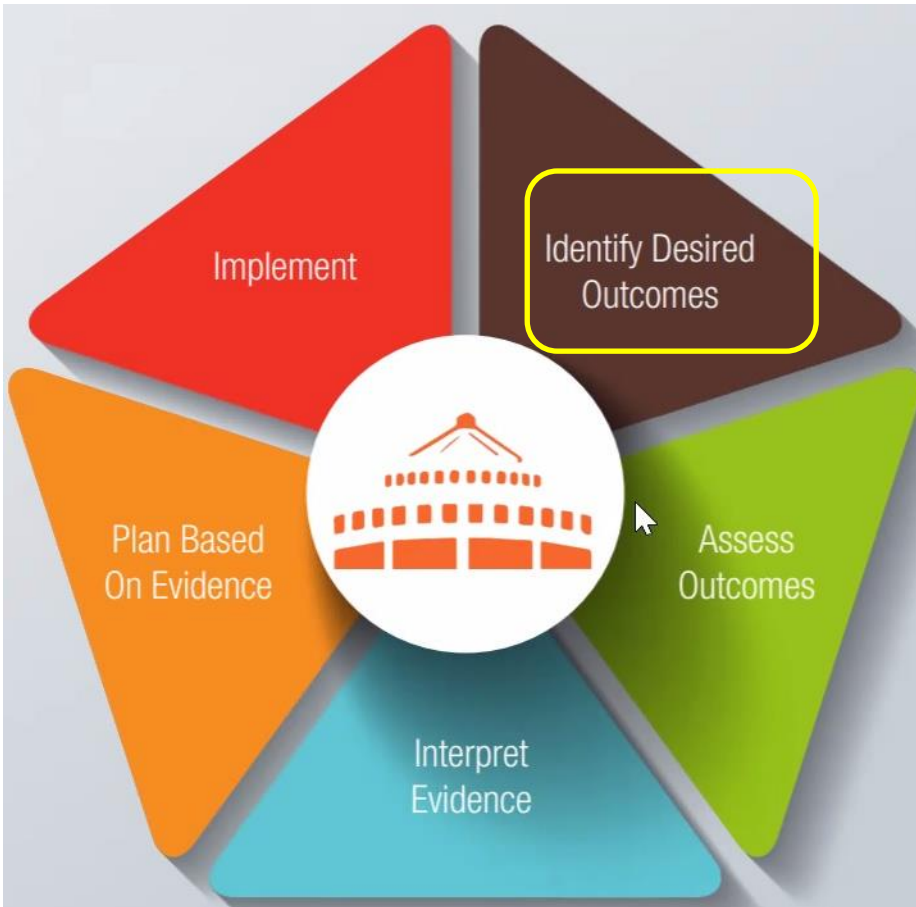 Implement
Identify Desired
Outcomes
Plan Based
On Evidence
Assess
Outcomes
Interpret
Evidence